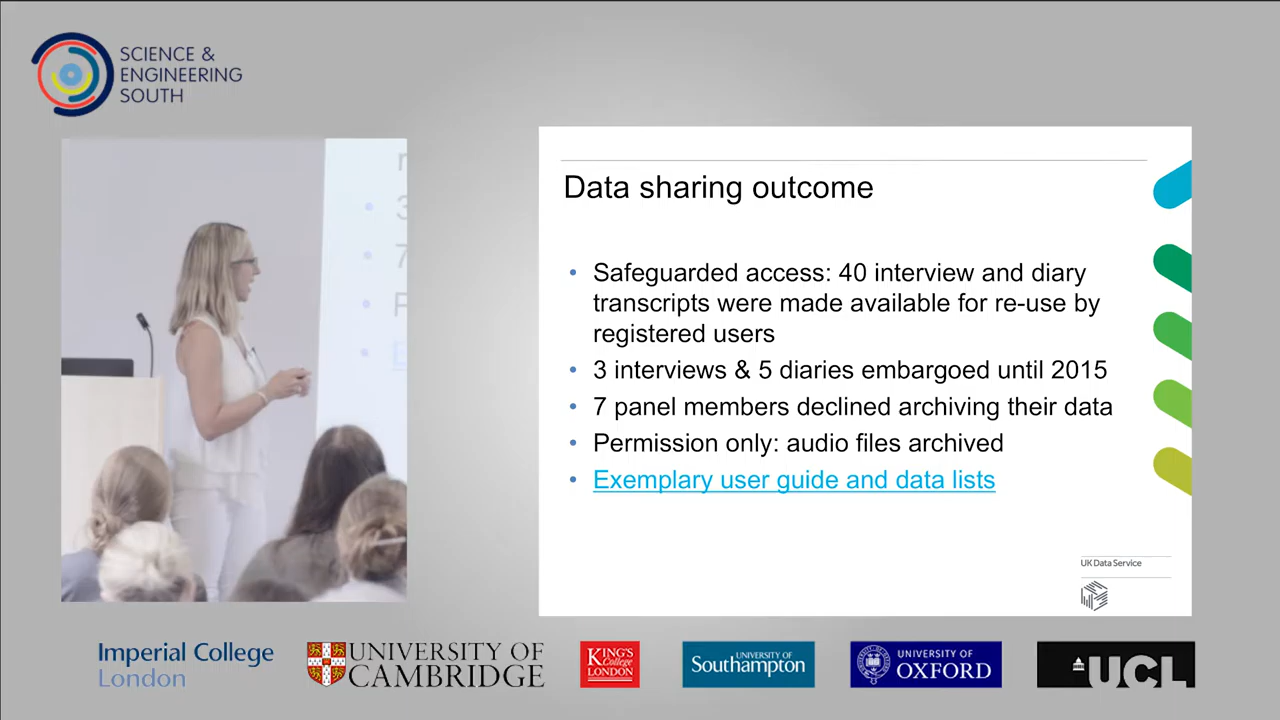 SCIENCE &
ENGINEERING
SOUTH
Data sharing outcome
• Safeguarded access: 40 interview and diary
transcripts were made available for re-use by
registered users
• 3 interviews & 5 diaries embargoed until 2015
• 7 panel members declined archiving their data
• Permission only: audio files archived
• Exemplary user guide and data lists
UK Data Service
3
7
Imperial College
London
UNIVERSITY OF
CAMBRIDGE
KING'S
College
LONDON
UNIVERSITY OF
Southampton
UNIVERSITY OF
OXFORD
UCL